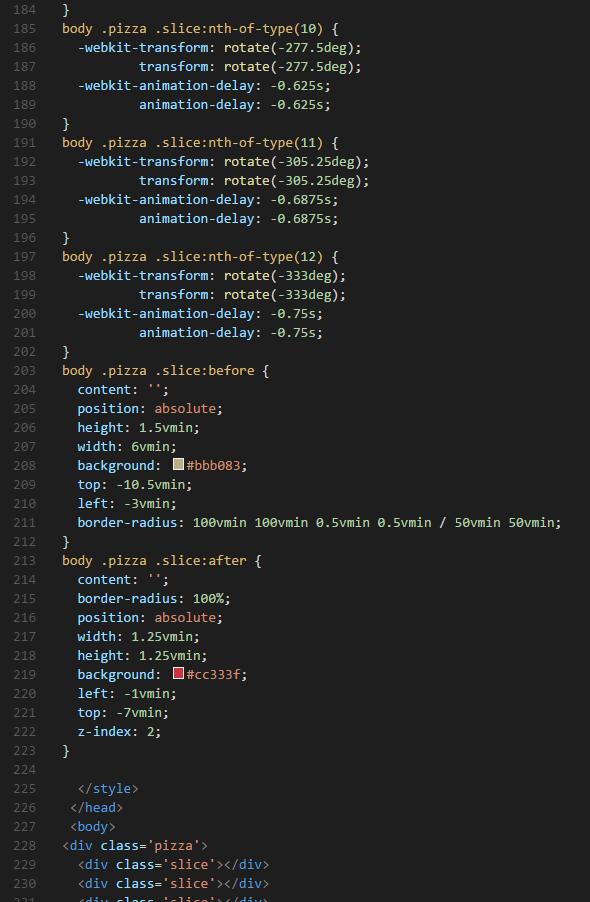 184 }
185 body .pizza .slice:nth-of-type(10) {
186 -webkit-transform: rotate(-277.5deg);
187 transform: rotate(-277.5deg);
188 -webkit-animation-delay: -0.625s;
189 animation-delay: -0.625s;
190 }
191 body .pizza .slice:nth-of-type(11) {
192 -webkit-transform: rotate(-305.25deg);
193 transform: rotate(-305.25deg);
194 -webkit-animation-delay: -0.6875s;
195 animation-delay: -0.6875s;
196 }
197 body .pizza .slice:nth-of-type(12) {
198 -webkit-transform: rotate(-333deg);
199 transform: rotate(-333deg);
200 -webkit-animation-delay: -0.75s;
201 animation-delay: -0.75s;
202 }
203 body .pizza .slice:before {
204 content: '';
205 position: absolute;
206 height: 1.5vmin;
207 width: 6vmin;
208 background: #bbb083;
209 top: -10.5vmin;
210 left: -3vmin;
211 border-radius: 100vmin 100vmin 0.5vmin 0.5vmin / 50vmin 50vmin;
212 }
213 body .pizza .slice:after {
214 content: '';
215 border-radius: 100%;
216 position: absolute;
217 width: 1.25vmin;
218 height: 1.25vmin;
219 background: #cc333f;
220 left: -1vmin;
221 top: -7vmin;
222 z-index: 2;
223 }
224
225 </style>
226 </head>
227 <body>
228 <div class='pizza'>
229 <div class='slice'></div>
230 <div class='slice'></div>
231 <div class='slice'></div>